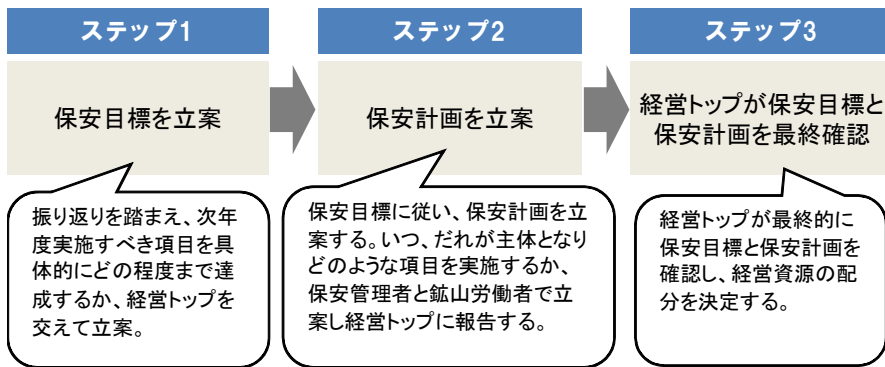 ステップ1
保安目標を立案
振り返りを踏まえ、次年
度実施すべき項目を具
体的にどの程度まで達
成するか、経営トップを
交えて立案。
ステップ2
保安計画を立案
保安目標に従い、保安計画を立
案する。いつ、だれが主体となり
どのような項目を実施するか、
保安管理者と鉱山労働者で立
案し経営トップに報告する。
ステップ3
経営トップが保安目標と
保安計画を最終確認
経営トップが最終的に
保安目標と保安計画を
確認し、経営資源の配
分を決定する。